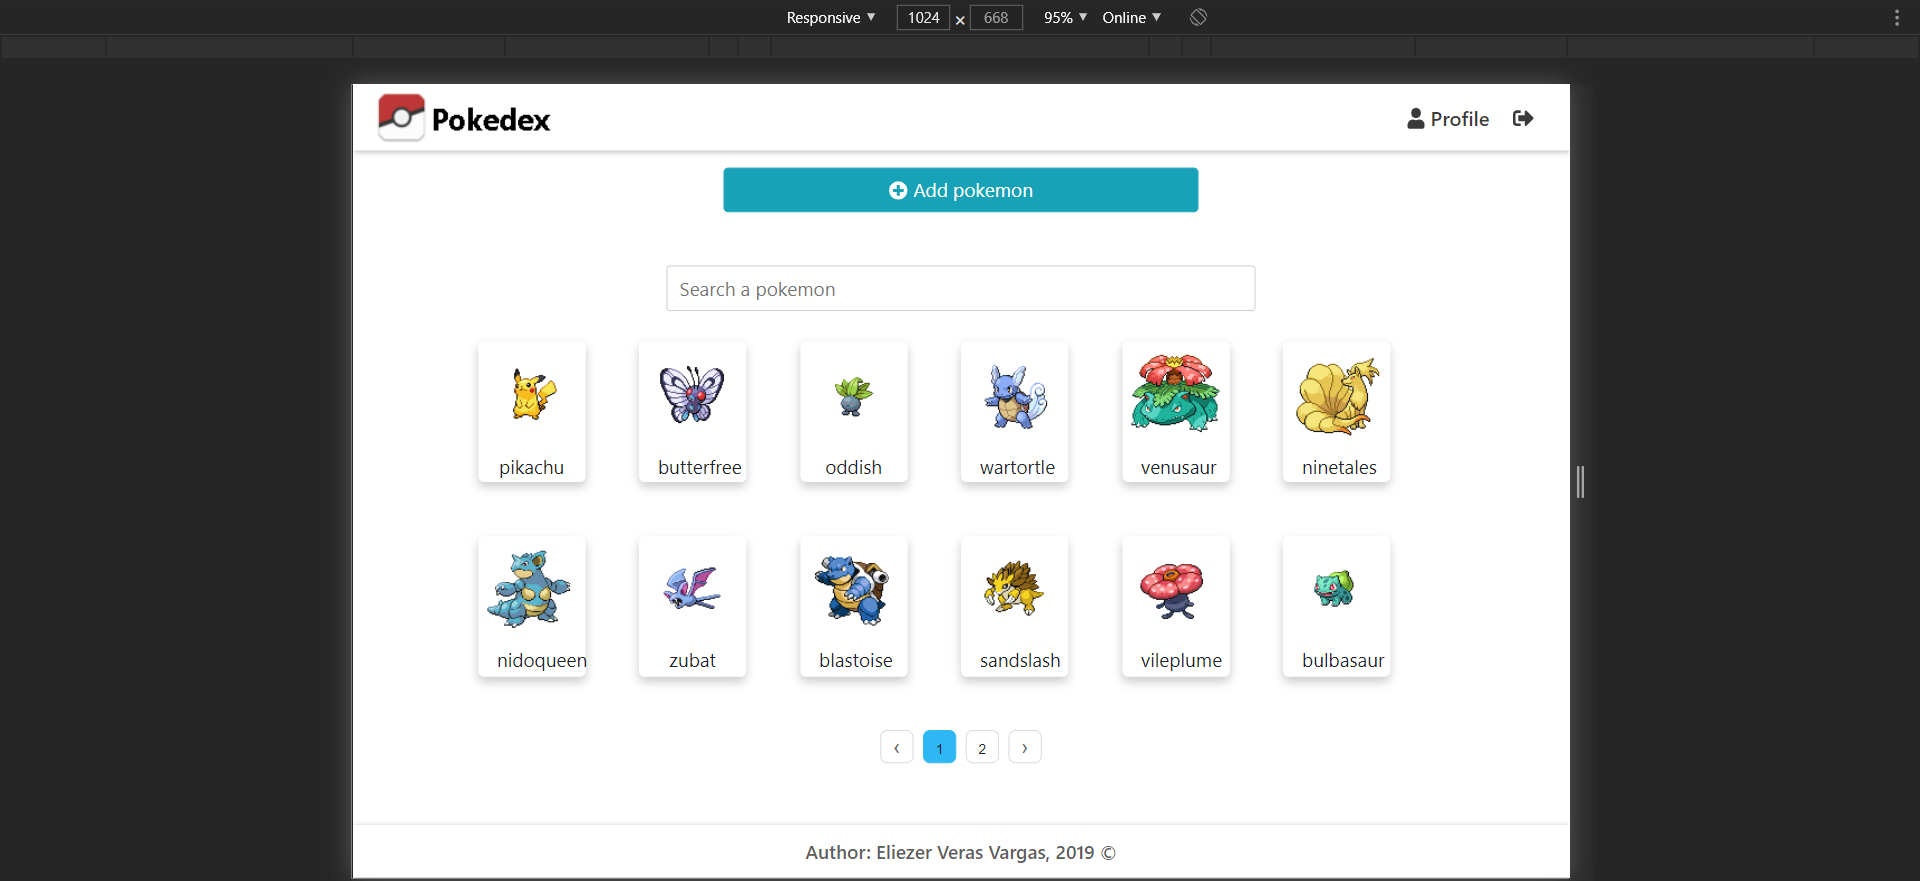 Responsive ▼ 1024 × 668 95% ▼ Online ▼
Pokedex
Profile
Add pokemon
Search a pokemon
pikachu butterfree oddish wartortle venusaur ninetales
nidoqueen zubat blastoise sandslash vileplume bulbasaur
‹ 1 2 ›
Author: Eliezer Veras Vargas, 2019 ©